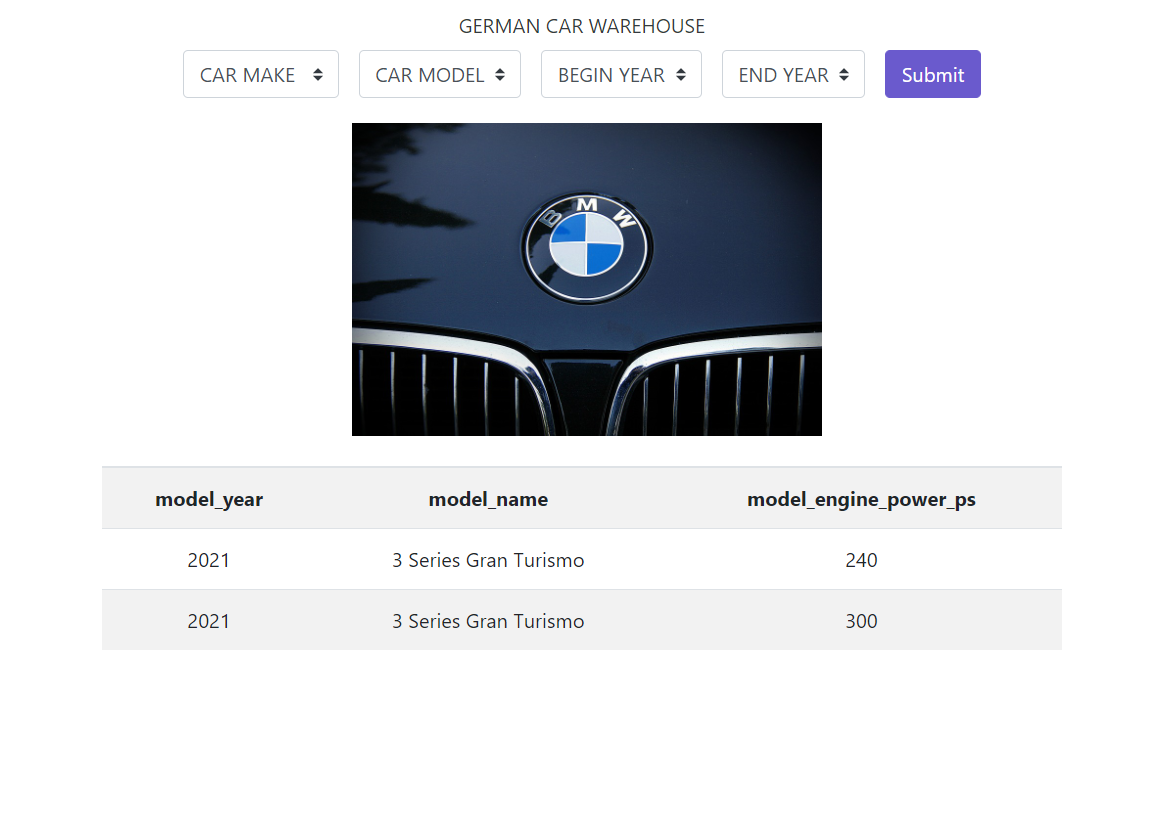 GERMAN CAR WAREHOUSE
CAR MAKE CAR MODEL BEGIN YEAR END YEAR Submit
BMW
model_year model_name model_engine_power_ps
2021 3 Series Gran Turismo 240
2021 3 Series Gran Turismo 300